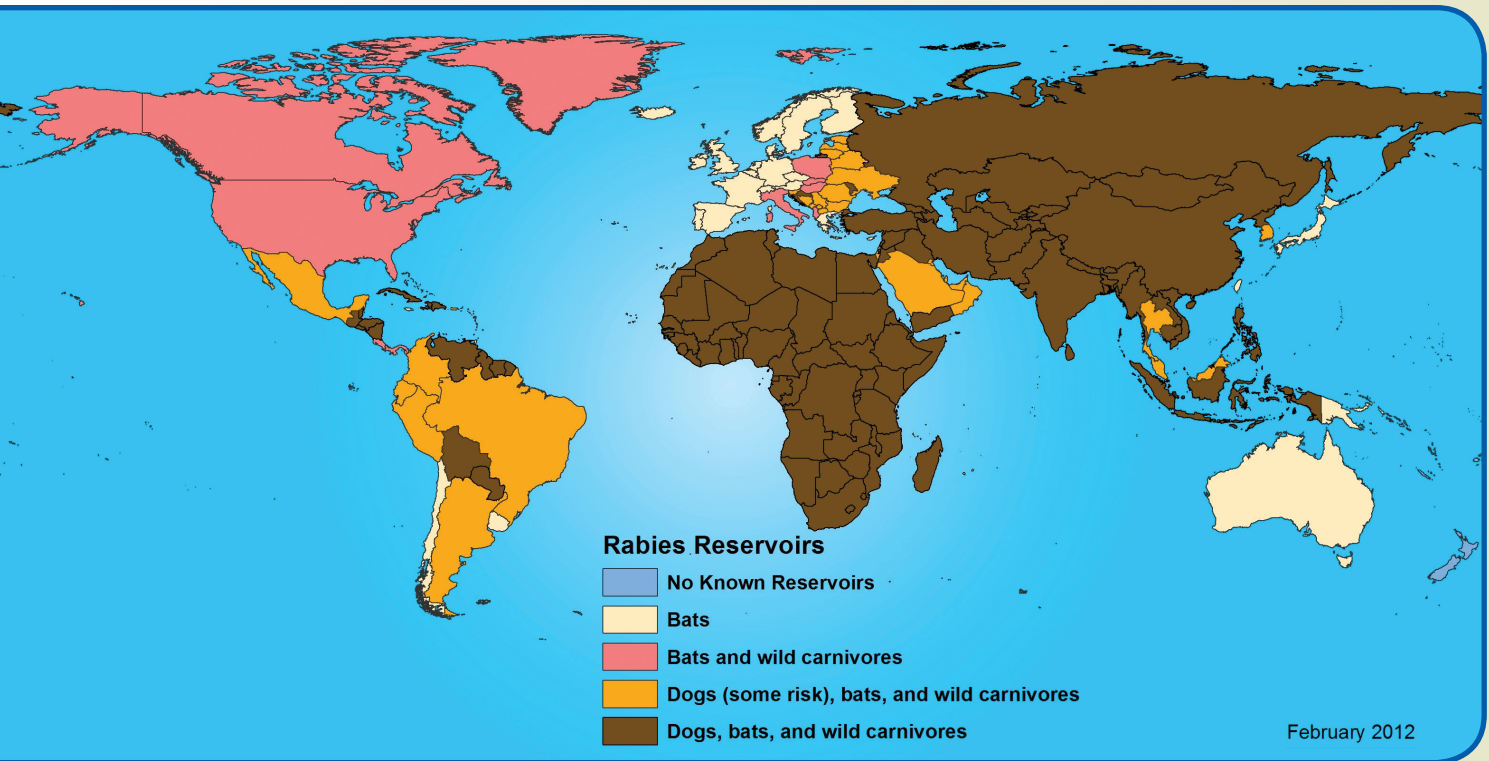 Rabies Reservoirs
No Known Reservoirs
Bats
Bats and wild carnivores
Dogs (some risk), bats, and wild carnivores
Dogs, bats, and wild carnivores
February 2012